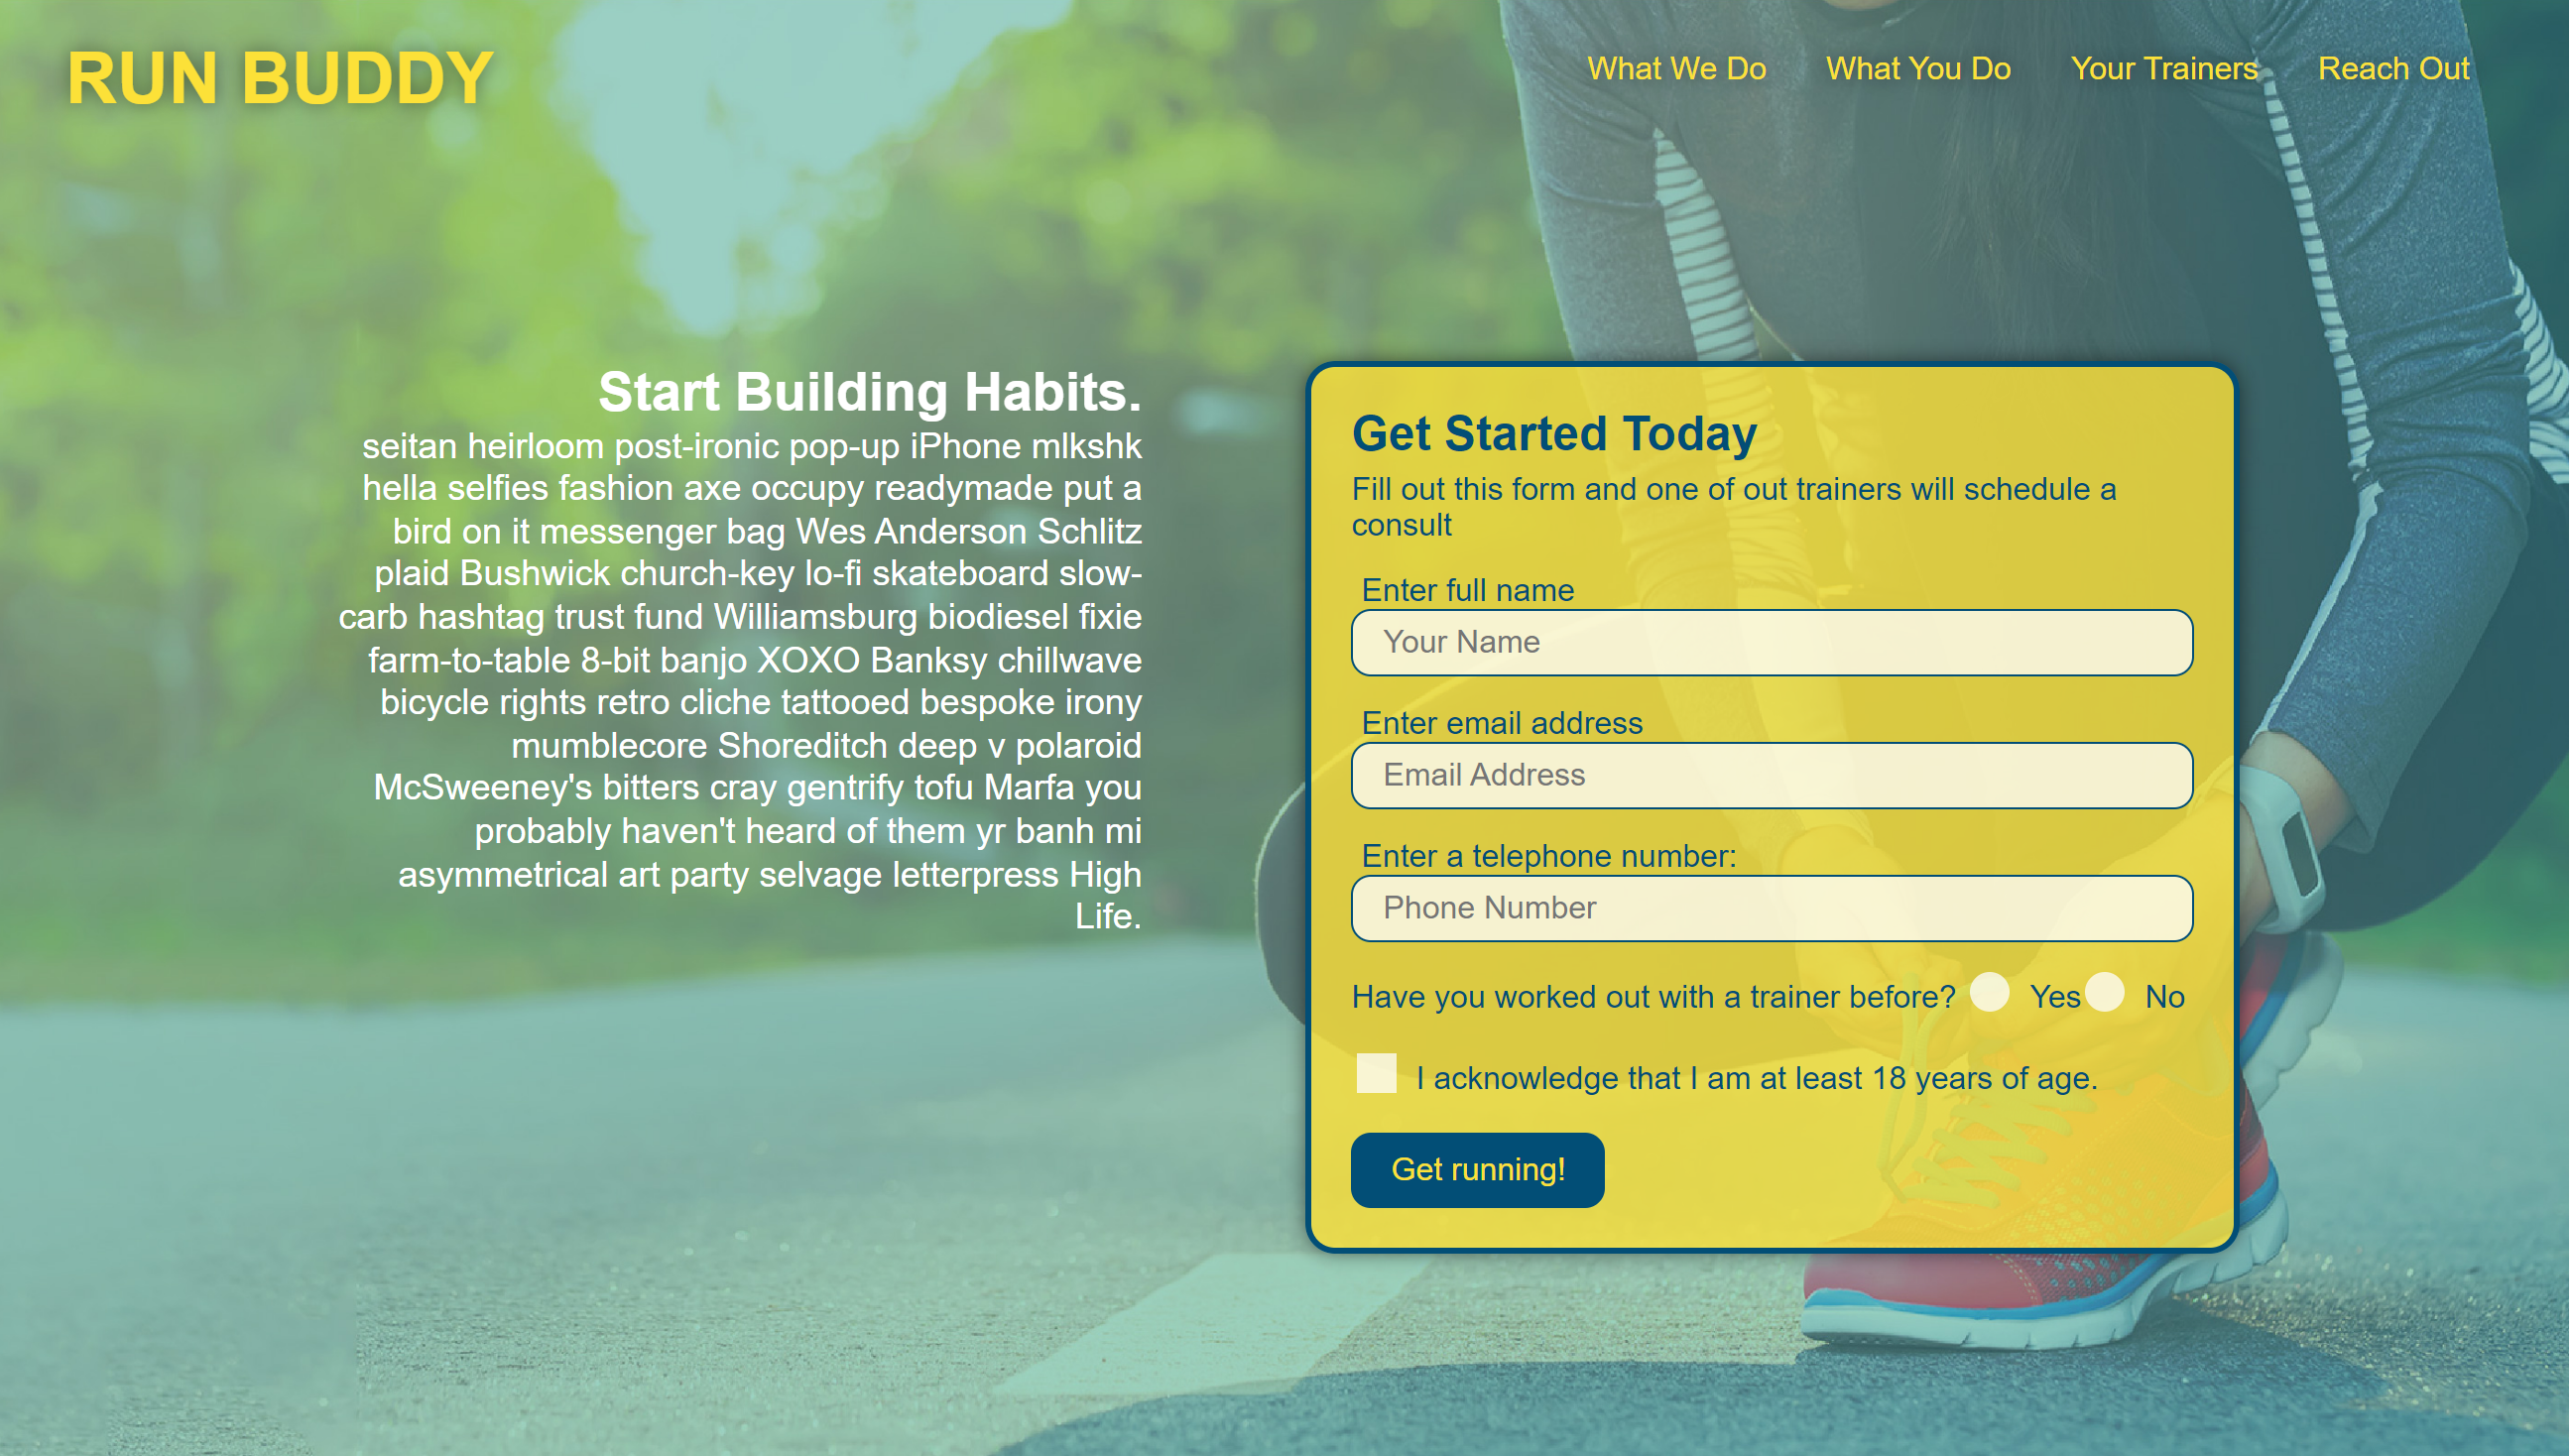 RUN BUDDY
What We Do
What You Do
Your Trainers
Reach Out
Start Building Habits.
seitan heirloom post-ironic pop-up iPhone mlkshk
hella selfies fashion axe occupy readymade put a
bird on it messenger bag Wes Anderson Schlitz
plaid Bushwick church-key lo-fi skateboard slow-
carb hashtag trust fund Williamsburg biodiesel fixie
farm-to-table 8-bit banjo XOXO Banksy chillwave
bicycle rights retro cliche tattooed bespoke irony
mumblecore Shoreditch deep v polaroid
McSweeney's bitters cray gentrify tofu Marfa you
probably haven't heard of them yr banh mi
asymmetrical art party selvage letterpress High
Life.
Get Started Today
Fill out this form and one of out trainers will schedule a
consult
Enter full name
Your Name
Enter email address
Email Address
Enter a telephone number:
Phone Number
Have you worked out with a trainer before? Yes No
I acknowledge that I am at least 18 years of age.
Get running!